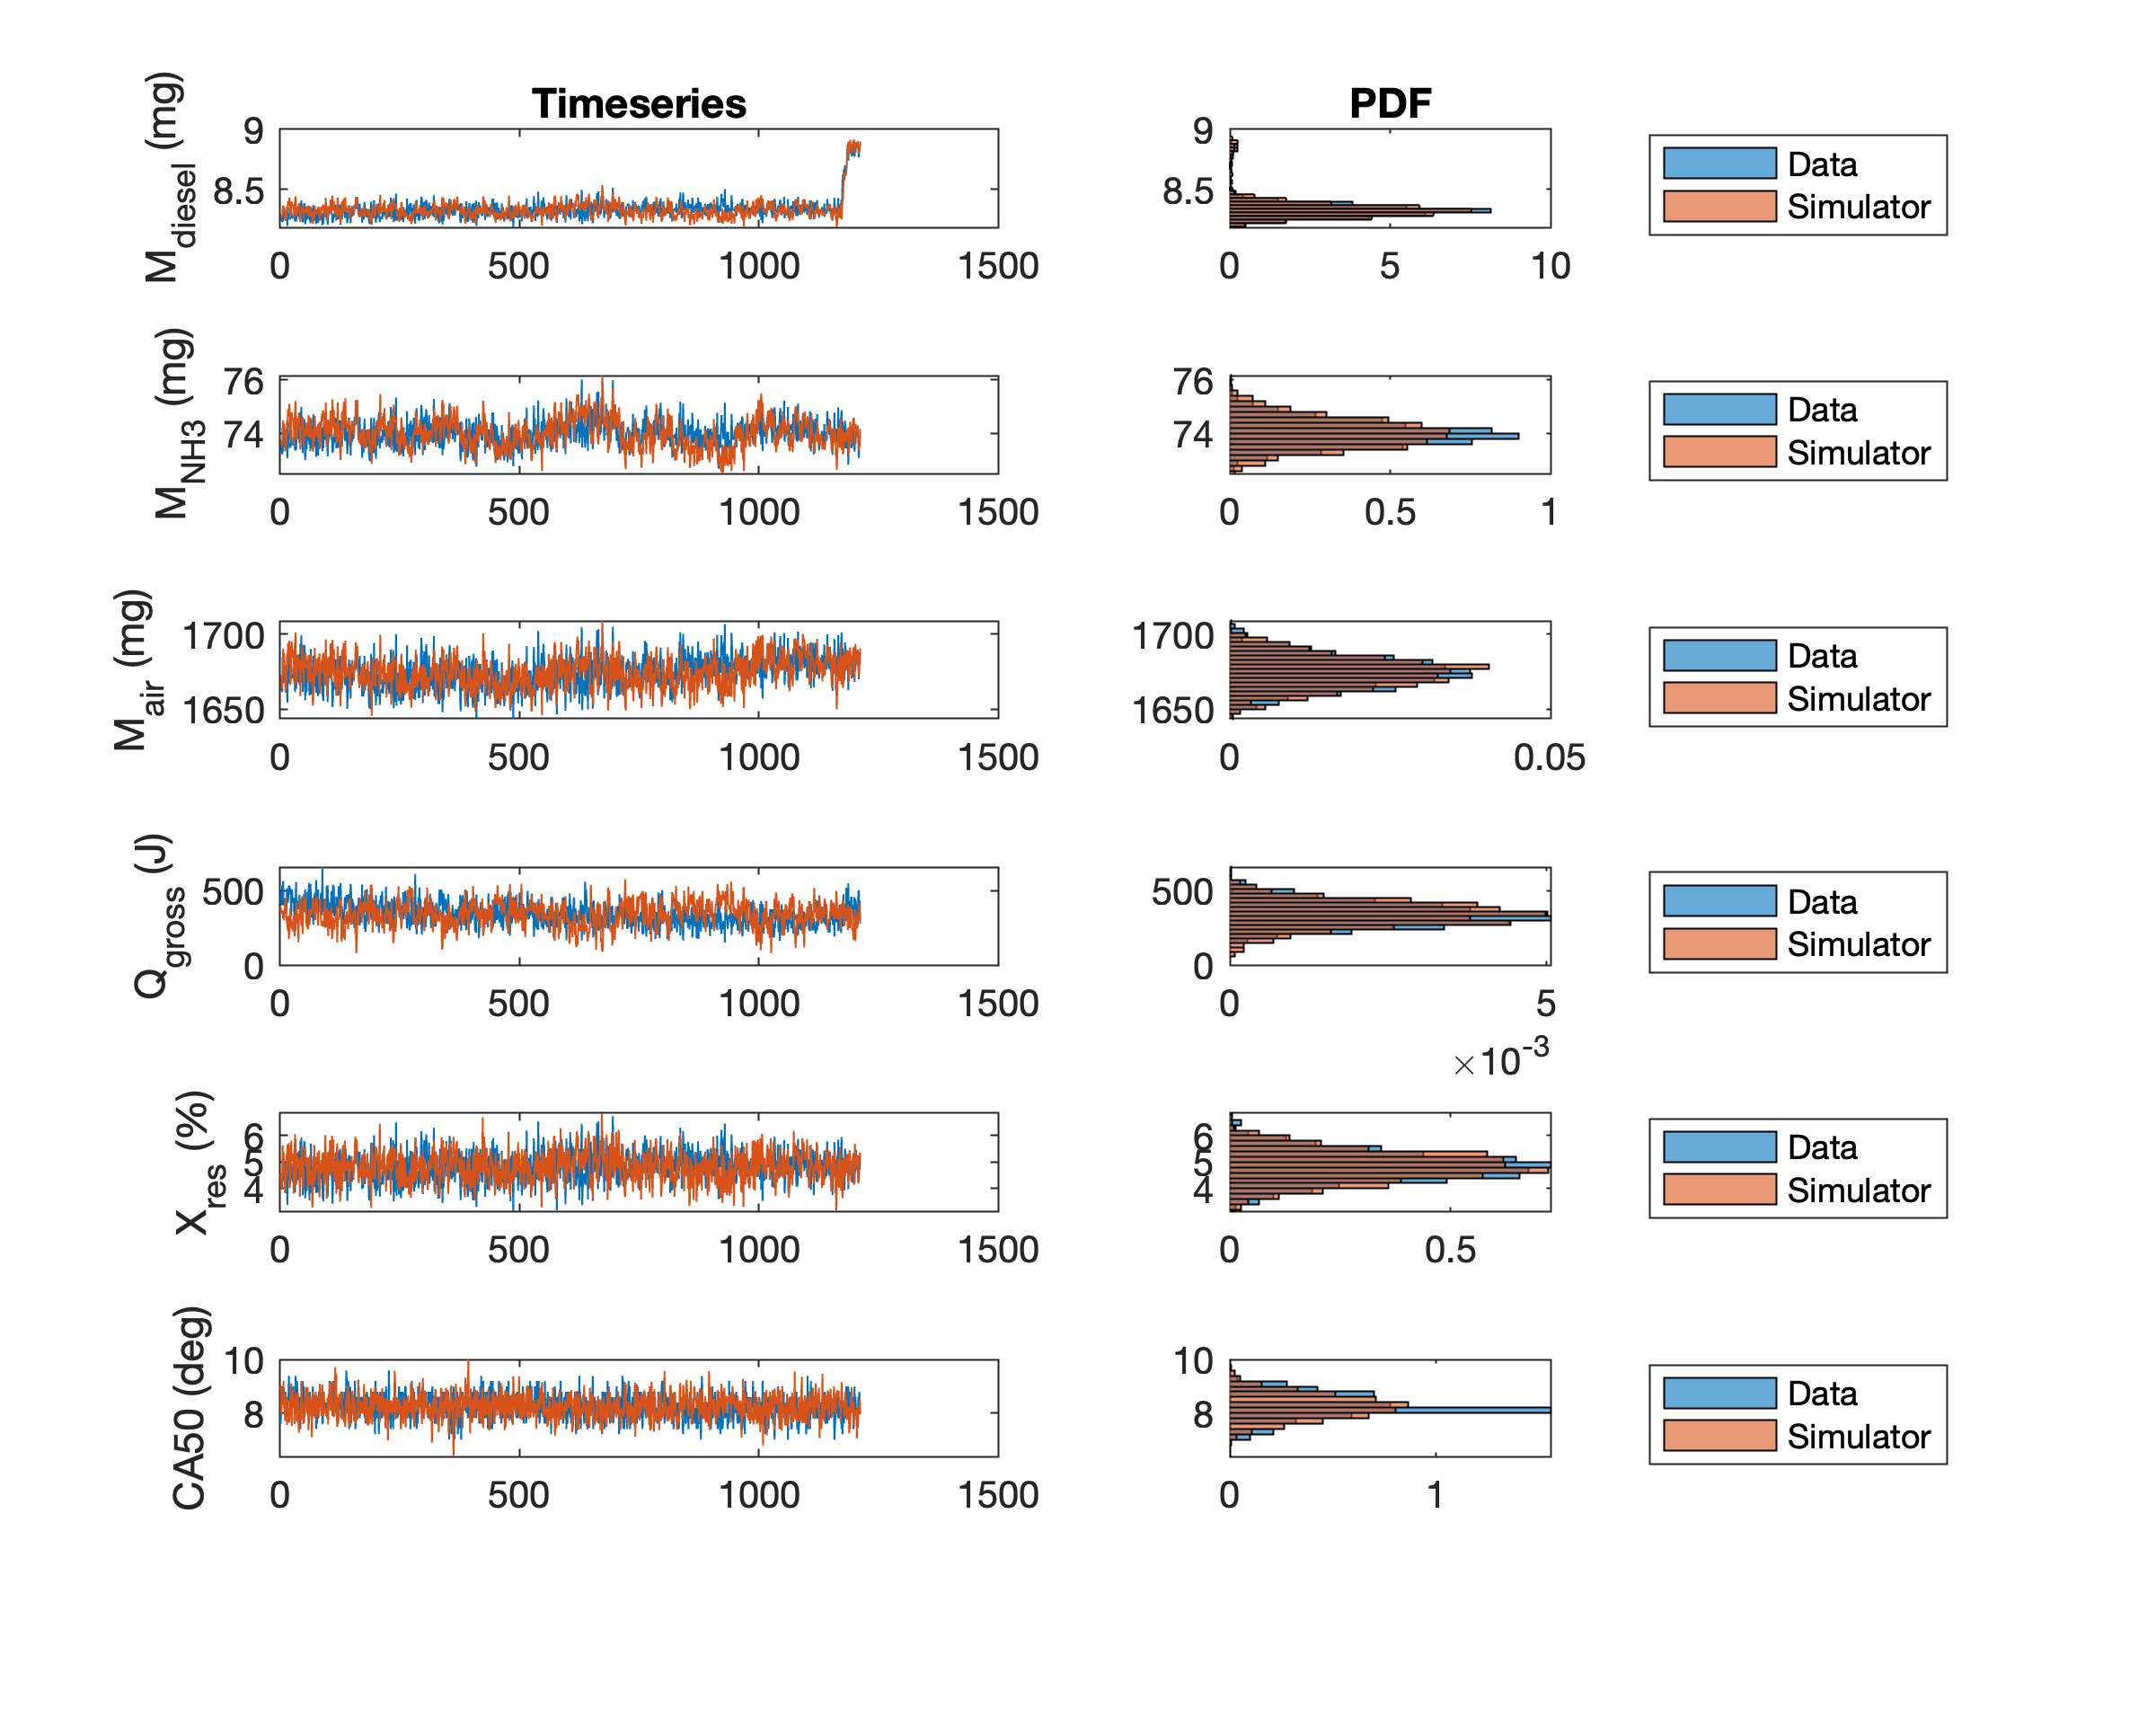 Timeseries
PDF
M_diesel (mg)
9
8.5
0 500 1000 1500
9
8.5
0 5 10
Data
Simulator
M_NH3 (mg)
76
74
0 500 1000 1500
76
74
0 0.5 1
Data
Simulator
M_air (mg)
1700
1650
0 500 1000 1500
1700
1650
0 0.05
Data
Simulator
Q_gross (J)
500
0
0 500 1000 1500
500
0
0 5
×10^-3
Data
Simulator
X_res (%)
6
5
4
0 500 1000 1500
6
5
4
0 0.5
Data
Simulator
CA50 (deg)
10
8
0 500 1000 1500
10
8
0 1
Data
Simulator